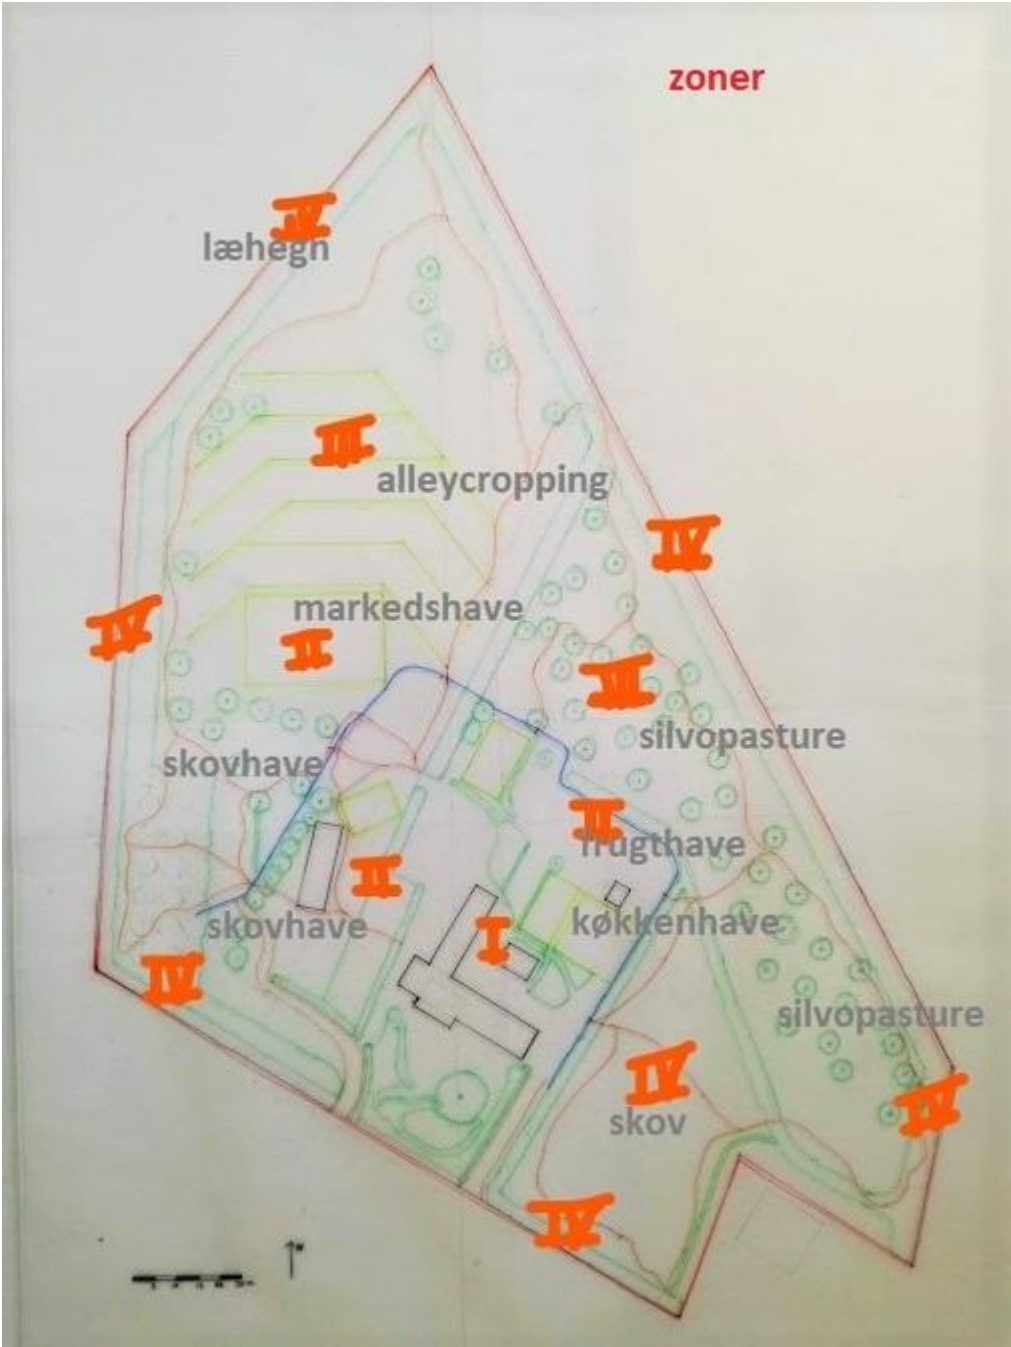 zoner
IV
læhegn
III
alleycropping
IV
markedshave
IV
II
III
silvopasture
skovhave
II
frugthave
II
skovhave
I
køkkenhave
IV
silvopasture
IV
skov
IV
IV